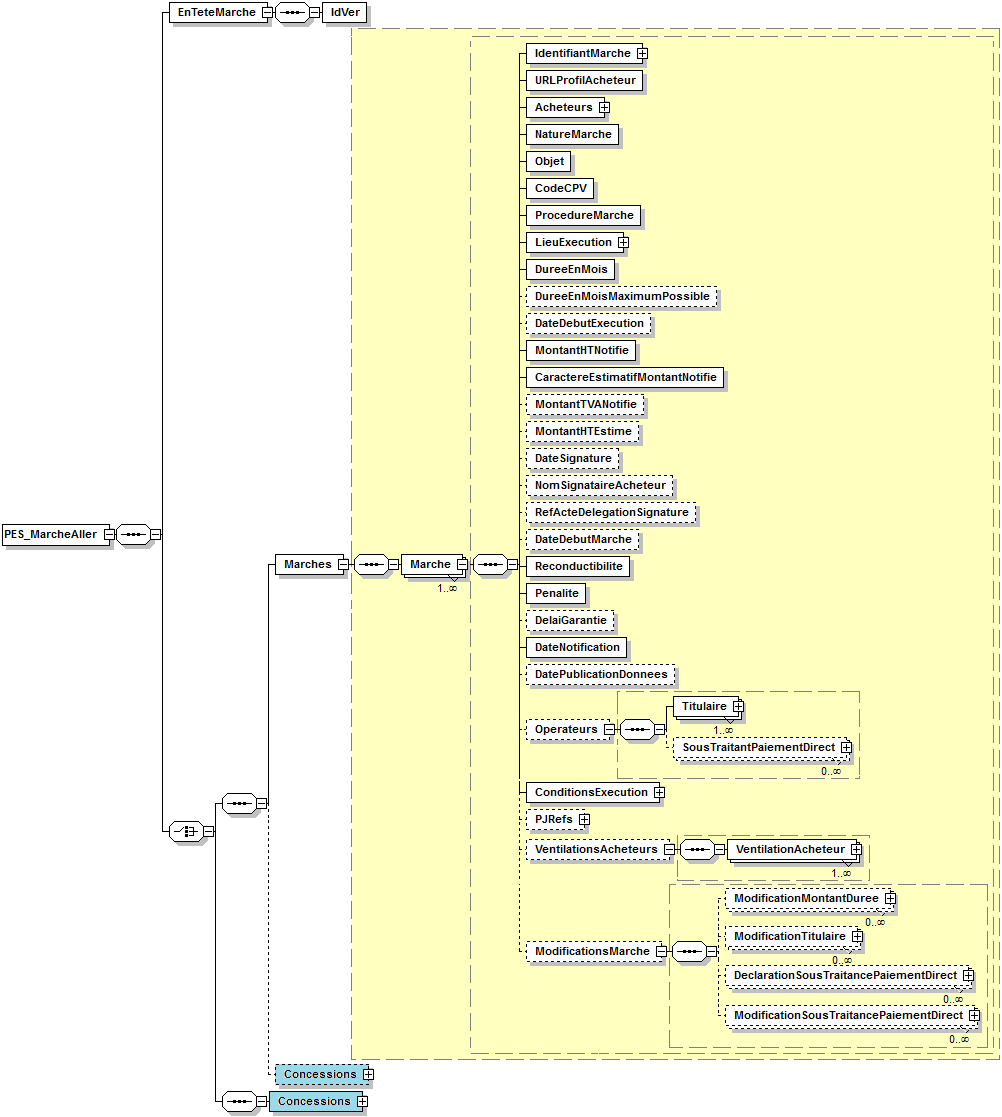 EnTeteMarche
IdVer
IdentifiantMarche
URLProfilAcheteur
Acheteurs
NatureMarche
Objet
CodeCPV
ProcedureMarche
LieuExecution
DureeEnMois
DureeEnMoisMaximumPossible
DateDebutExecution
MontantHTNotifie
CaractereEstimatifMontantNotifie
MontantTVANotifie
MontantHTEstime
DateSignature
NomSignataireAcheteur
RefActeDelegationSignature
PES_MarcheAller
DateDebutMarche
Marches
Marche
1..∞
Reconductibilite
Penalite
DelaiGarantie
DateNotification
DatePublicationDonnees
Operateurs
Titulaire
1..∞
SousTraitantPaiementDirect
0..∞
ConditionsExecution
PJRefs
VentilationsAcheteurs
VentilationAcheteur
1..∞
ModificationsMarche
ModificationMontantDuree
0..∞
ModificationTitulaire
0..∞
DeclarationSousTraitancePaiementDirect
0..∞
ModificationSousTraitancePaiementDirect
0..∞
Concessions
Concessions